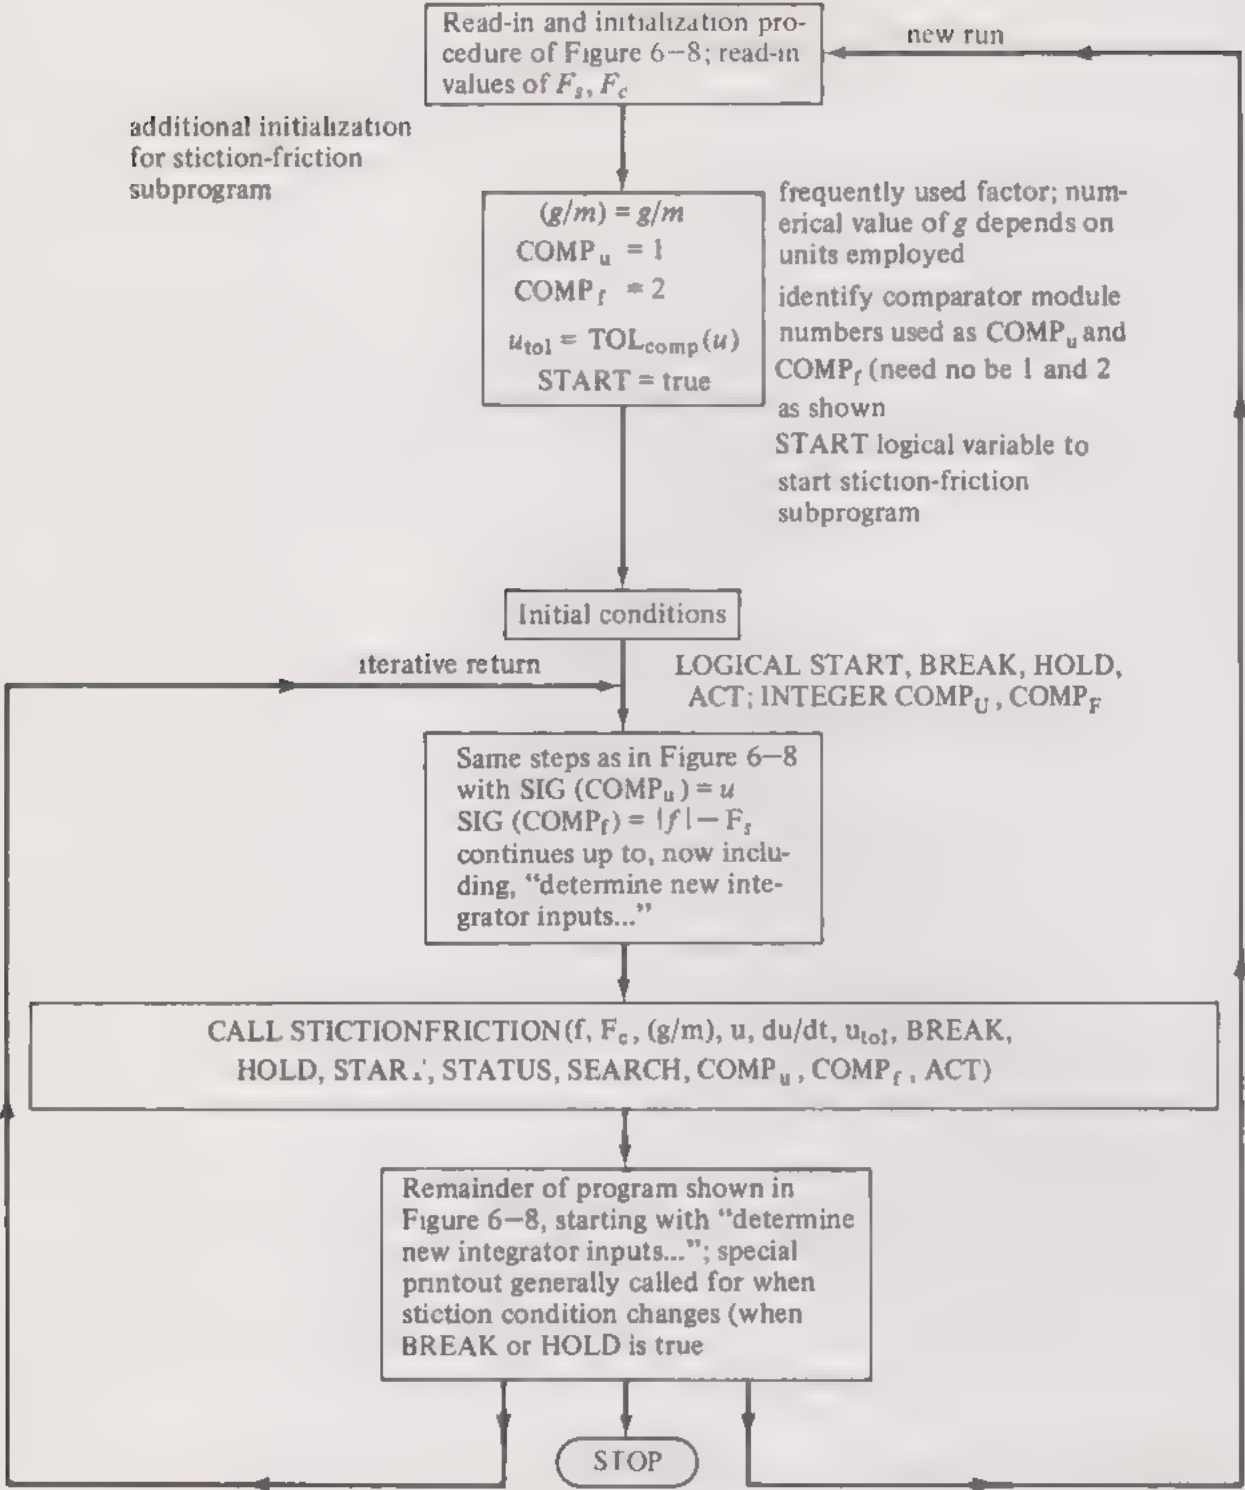 Read-in and initialization pro-
cedure of Figure 6–8; read-in
values of Fₛ, F_c
new run
additional initialization
for stiction-friction
subprogram
(g/m) = g/m
COMPᵤ = 1
COMP_f = 2
u_tol = TOL_comp(u)
START = true
frequently used factor; num-
erical value of g depends on
units employed
identify comparator module
numbers used as COMPᵤ and
COMP_f (need no be 1 and 2
as shown
START logical variable to
start stiction-friction
subprogram
Initial conditions
iterative return
LOGICAL START, BREAK, HOLD,
ACT; INTEGER COMP_U, COMP_F
Same steps as in Figure 6–8
with SIG (COMPᵤ) = u
SIG (COMP_f) = |f| – Fₛ
continues up to, now inclu-
ding, “determine new inte-
grator inputs...”
CALL STICTIONFRICTION(f, F_c, (g/m), u, du/dt, u_tol, BREAK,
HOLD, START, STATUS, SEARCH, COMPᵤ, COMP_f, ACT)
Remainder of program shown in
Figure 6–8, starting with “determine
new integrator inputs...”; special
printout generally called for when
stiction condition changes (when
BREAK or HOLD is true
STOP